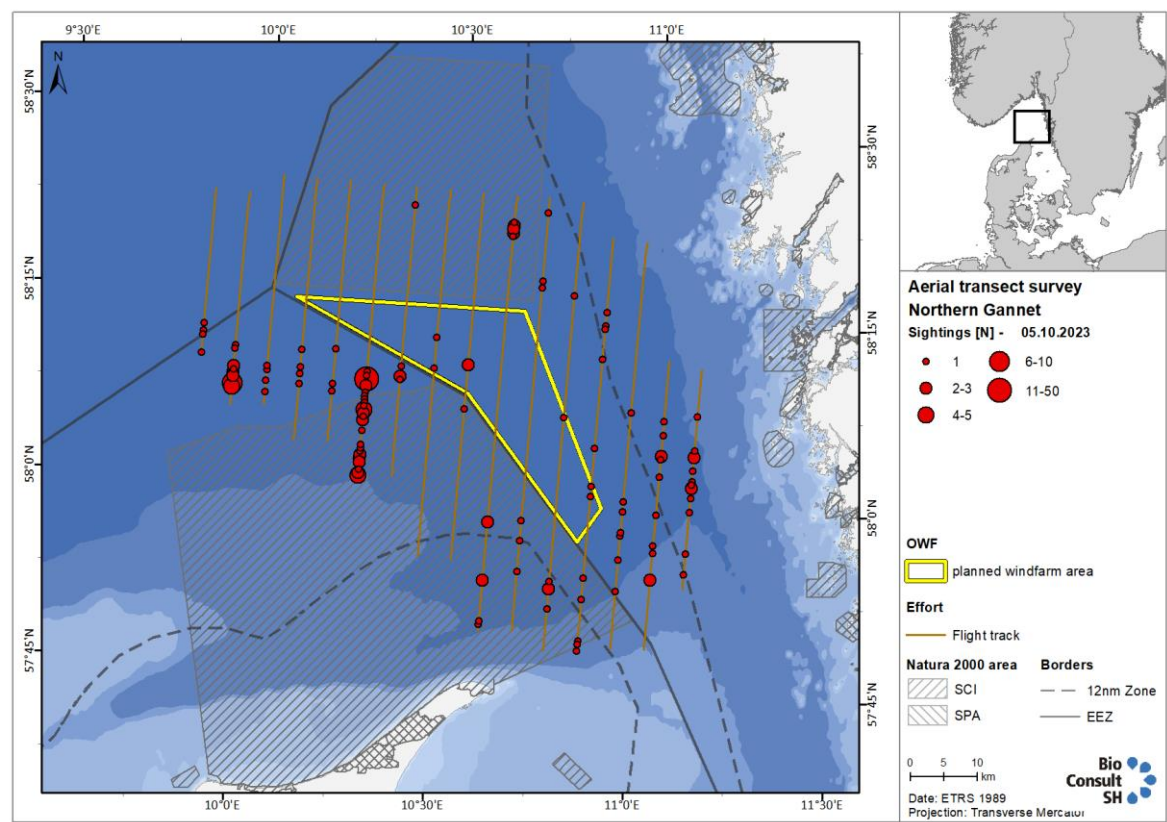 9°30'E
10°0'E
10°30'E
11°0'E
N
58°30'N
58°15'N
58°0'N
57°45'N
58°30'N
58°15'N
58°0'N
57°45'N
10°0'E
10°30'E
11°0'E
11°30'E
Aerial transect survey
Northern Gannet
Sightings [N] - 05.10.2023
1
6-10
2-3
11-50
4-5
OWF
planned windfarm area
Effort
Flight track
Natura 2000 area
Borders
SCI
12nm Zone
SPA
EEZ
0 5 10
km
Date: ETRS 1989
Projection: Transverse Mercator
Bio
Consult
SH